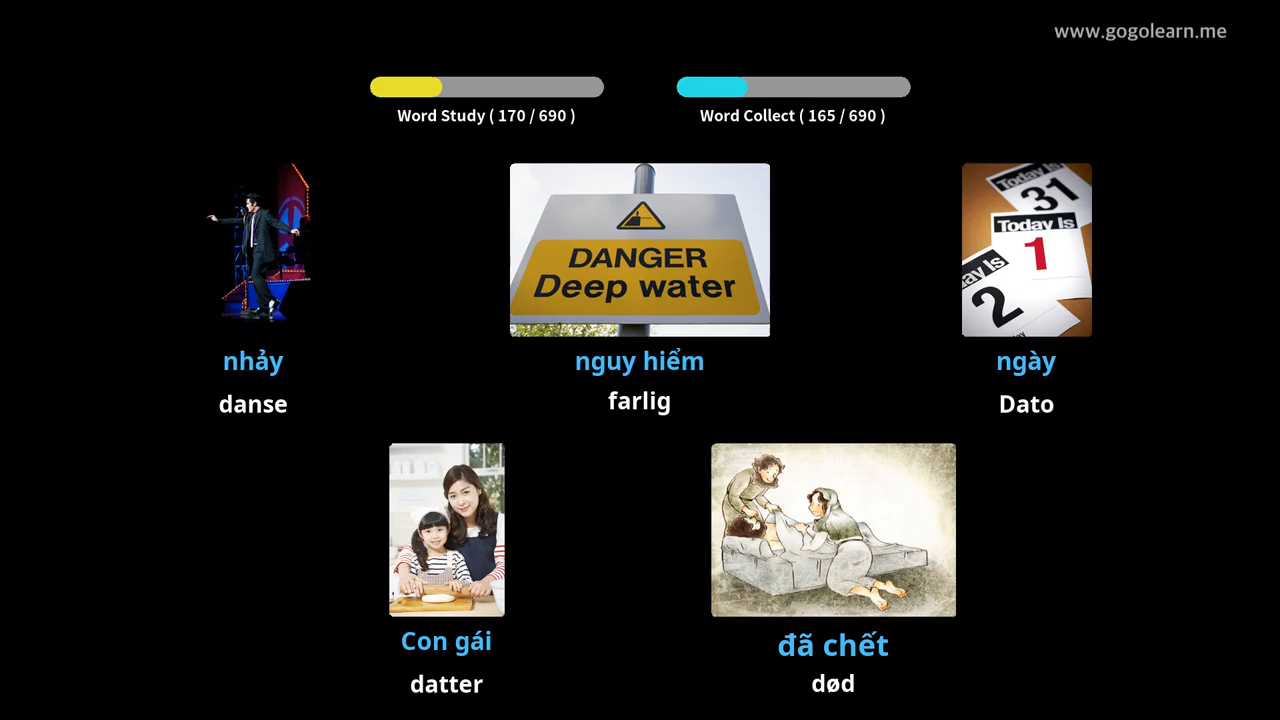 www.gogolearn.me
Word Study ( 170 / 690 )
Word Collect ( 165 / 690 )
DANGER
Deep water
Today Is
31
Today Is
1
ay Is
2
nhảy
nguy hiểm
ngày
danse
farlig
Dato
Con gái
đã chết
datter
død